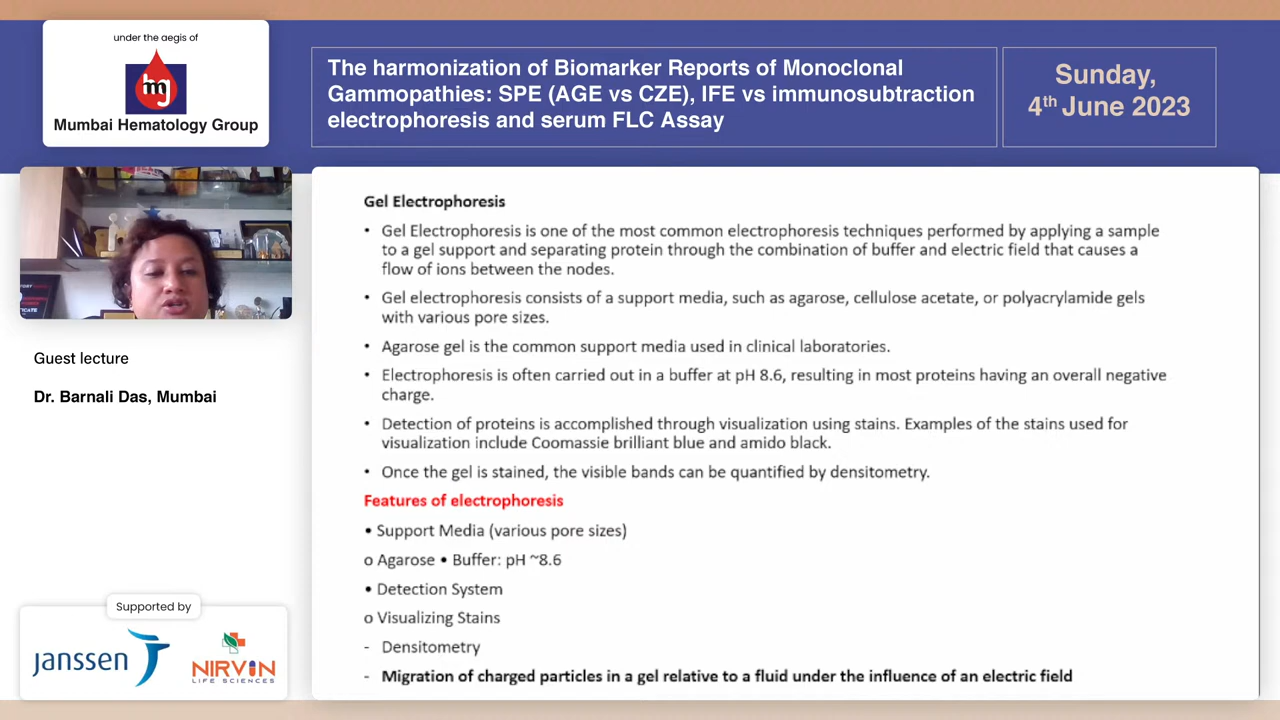 under the aegis of
mg
Mumbai Hematology Group
The harmonization of Biomarker Reports of Monoclonal
Gammopathies: SPE (AGE vs CZE), IFE vs immunosubtraction
electrophoresis and serum FLC Assay
Sunday,
4th June 2023
Guest lecture
Dr. Barnali Das, Mumbai
Supported by
janssen
NIRVIN
LIFE SCIENCES
Gel Electrophoresis
• Gel Electrophoresis is one of the most common electrophoresis techniques performed by applying a sample
to a gel support and separating protein through the combination of buffer and electric field that causes a
flow of ions between the nodes.
• Gel electrophoresis consists of a support media, such as agarose, cellulose acetate, or polyacrylamide gels
with various pore sizes.
• Agarose gel is the common support media used in clinical laboratories.
• Electrophoresis is often carried out in a buffer at pH 8.6, resulting in most proteins having an overall negative
charge.
• Detection of proteins is accomplished through visualization using stains. Examples of the stains used for
visualization include Coomassie brilliant blue and amido black.
• Once the gel is stained, the visible bands can be quantified by densitometry.
Features of electrophoresis
• Support Media (various pore sizes)
o Agarose • Buffer: pH ~8.6
• Detection System
o Visualizing Stains
- Densitometry
- Migration of charged particles in a gel relative to a fluid under the influence of an electric field